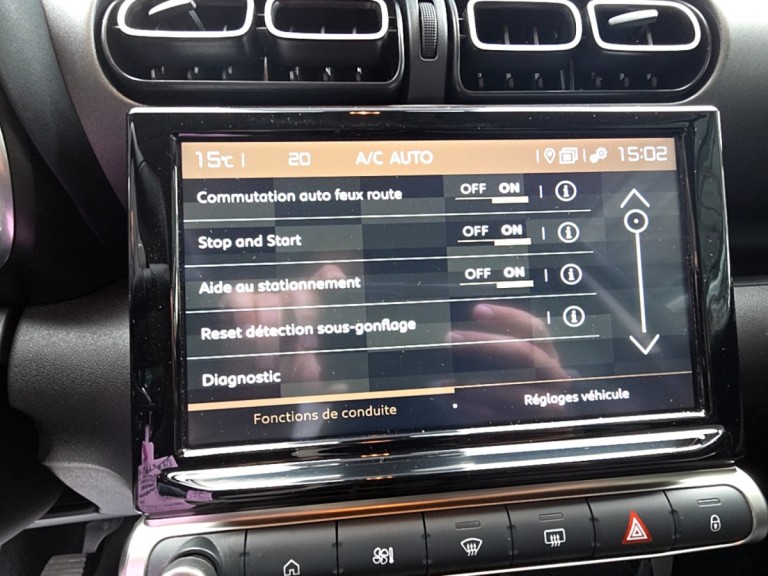 15°C 20 A/C AUTO 15:02
Commutation auto feux route OFF ON
Stop and Start OFF ON
Aide au stationnement OFF ON
Reset détection sous-gonflage
Diagnostic
Fonctions de conduite Réglages véhicule